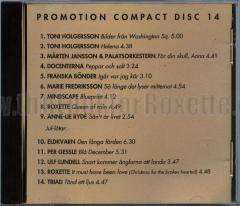 PROMOTION COMPACT DISC 14
1. TONI HOLGERSSON Bilder från Washington Sq. 5.00
2. TONI HOLGERSSON Helena 4.38
3. MÅRTEN JANSSON & PALATSORKESTERN För din skull, Anna 4.41
4. DOCENTERNA Peppar och salt 3.24
5. FRANSKA BÖNDER Igår var jag kär 3.10
6. MARIE FREDRIKSSON Så länge det lyser mittemot 4.54
7. MINDSCAPE Blueprint 4.12
8. ROXETTE Queen of rain 4.49
9. ANNE-LIE RYDÉ Sån't är livet 2.54
Jul-låtar:
10. ELDKVARN Den långa färden 6.30
11. PER GESSLE Blå December 5.31
12. ULF LUNDELL Snart kommer änglarna att landa 3.47
13. ROXETTE It must have been love (Christmas for the broken hearted) 4.48
14. TRIAD Tänd ett ljus 4.47